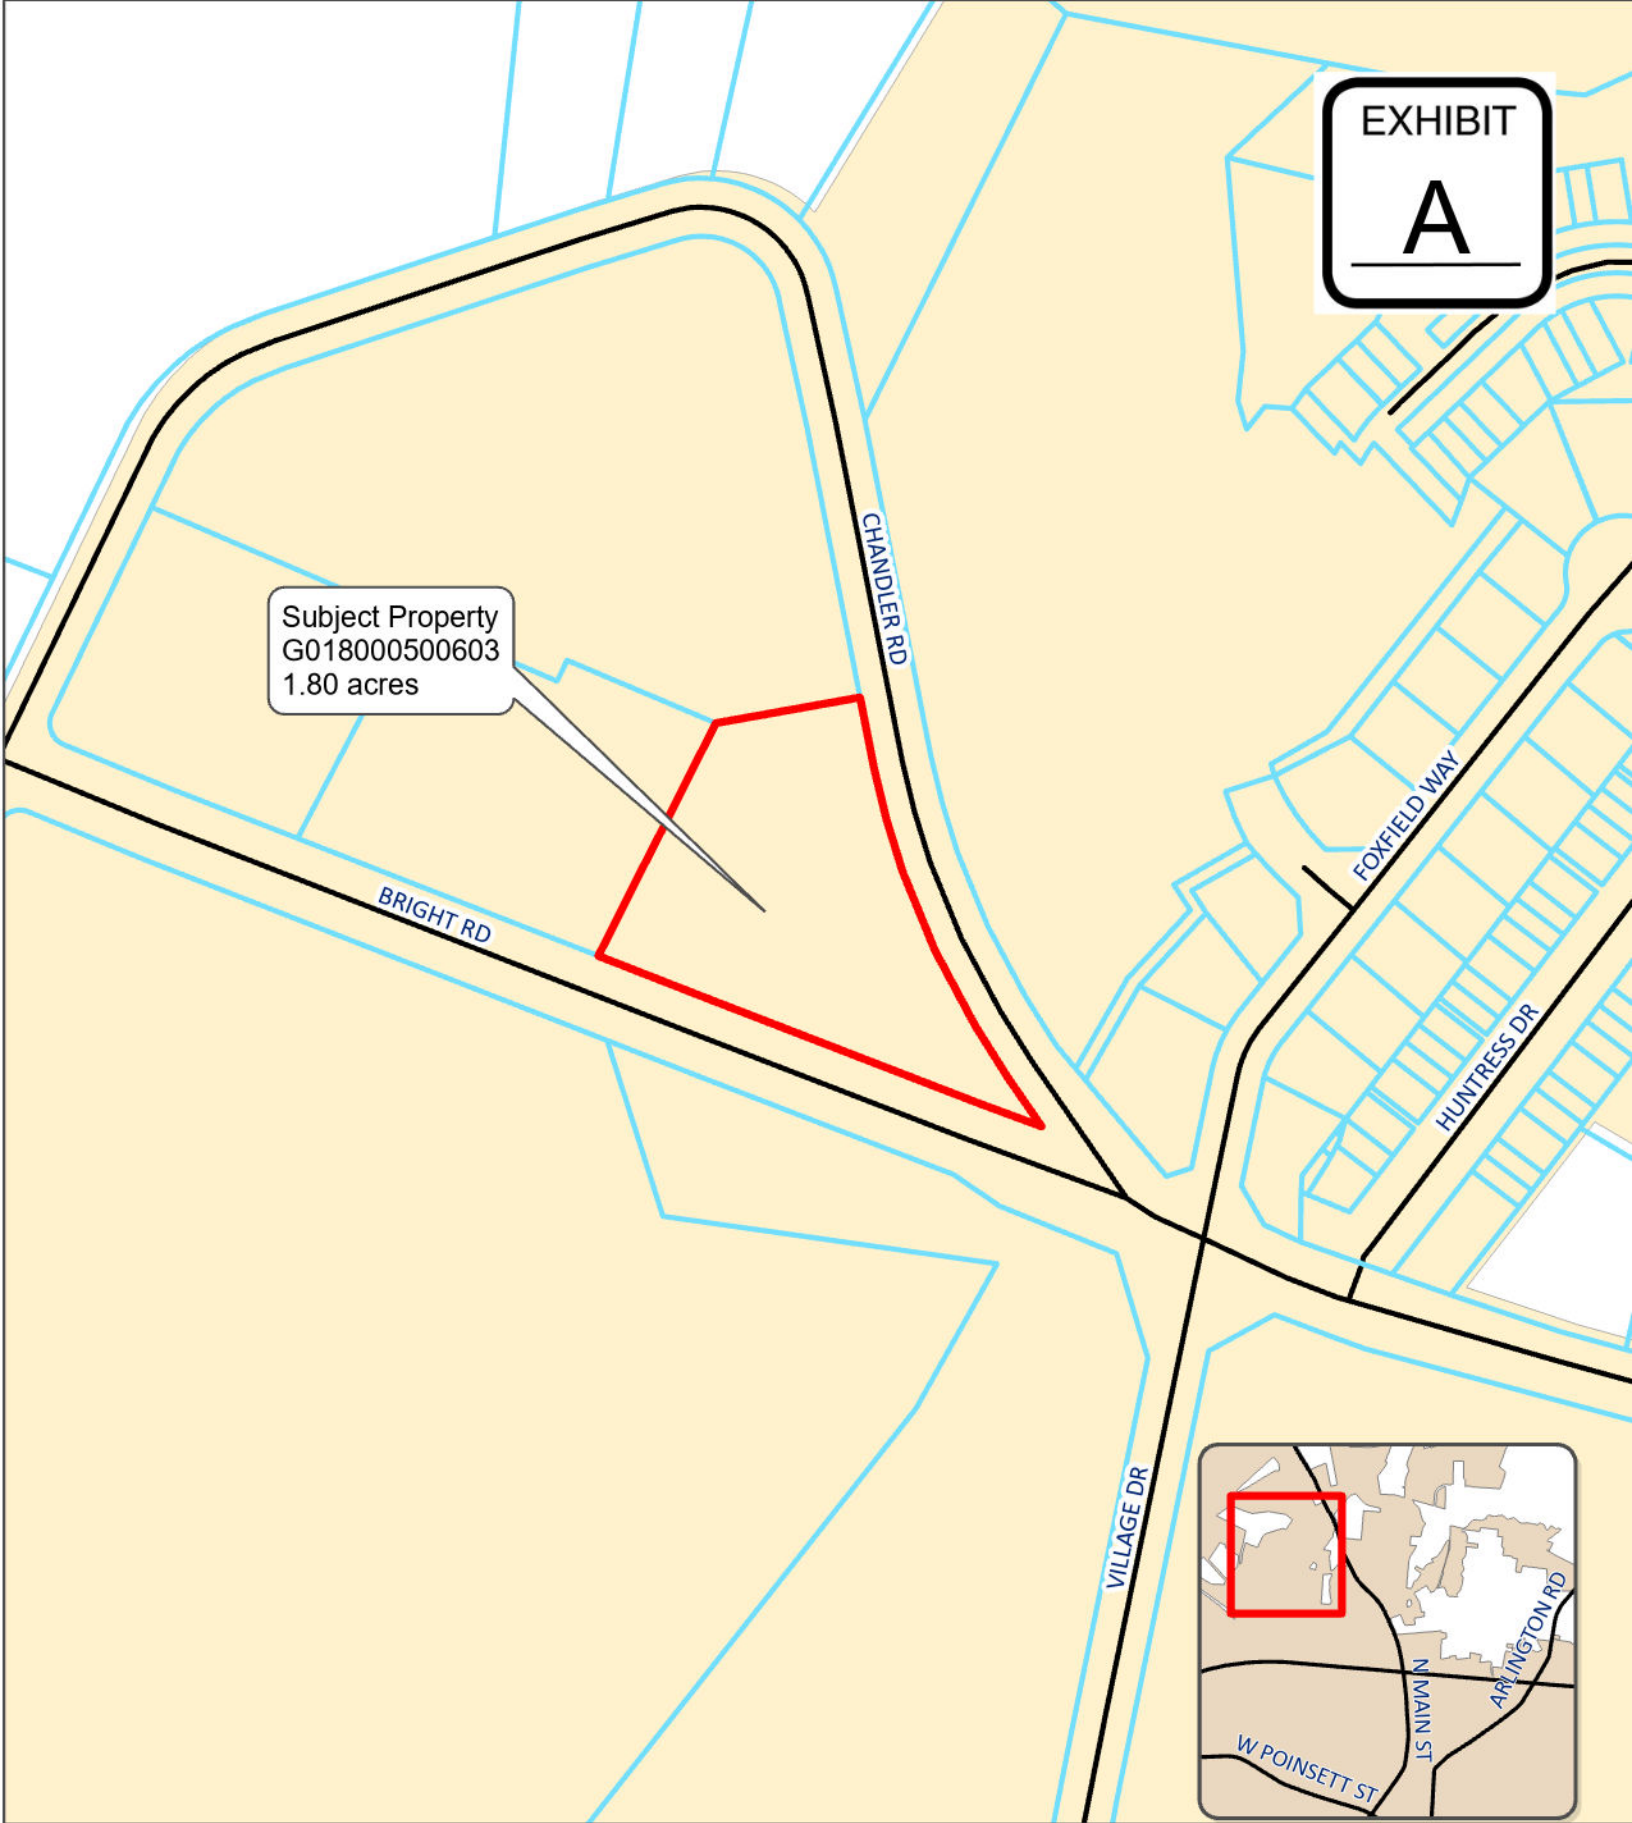 EXHIBIT
A
CHANDLER RD
Subject Property
G018000500603
1.80 acres
FOXFIELD WAY
BRIGHT RD
HUNTRESS DR
VILLAGE DR
ARLINGTON RD
N MAIN ST
W POINSETT ST